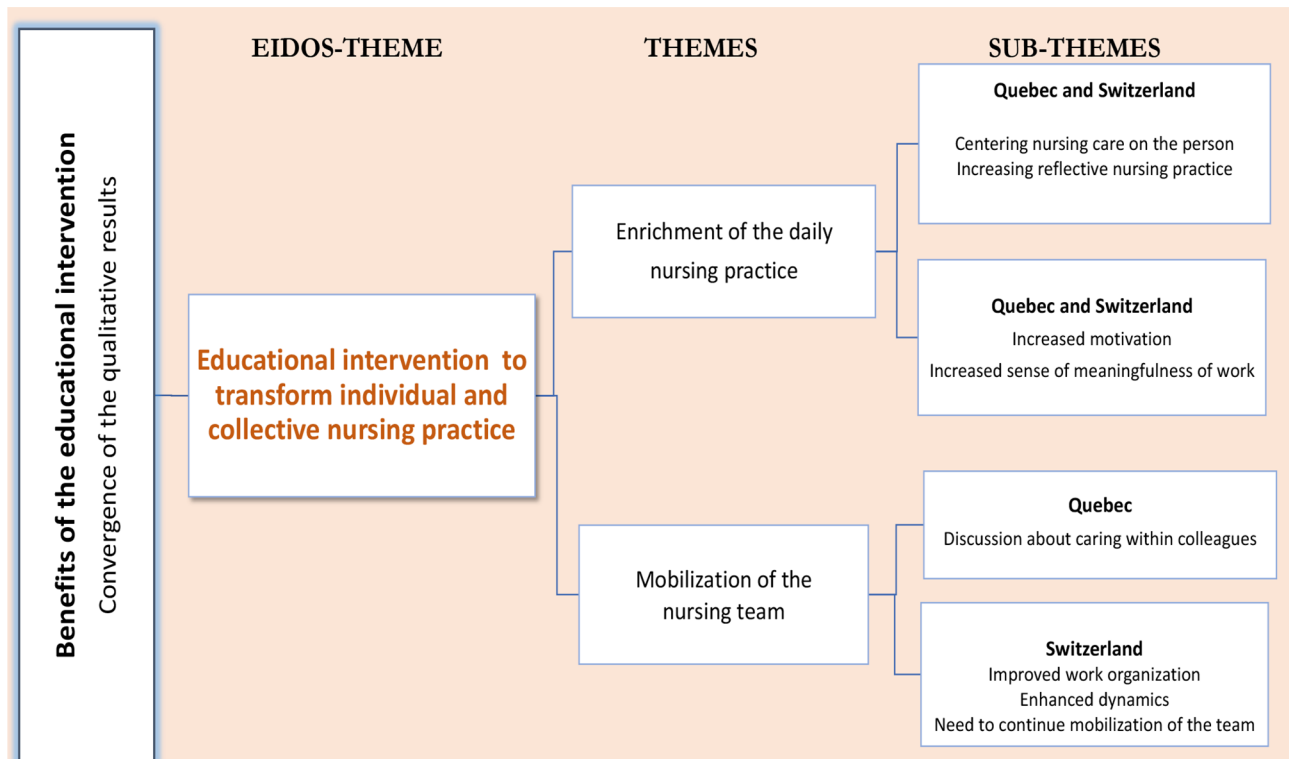 Benefits of the educational intervention
Convergence of the qualitative results
EIDOS-THEME
THEMES
SUB-THEMES
Educational intervention to
transform individual and
collective nursing practice
Enrichment of the daily
nursing practice
Quebec and Switzerland
Centering nursing care on the person
Increasing reflective nursing practice
Quebec and Switzerland
Increased motivation
Increased sense of meaningfulness of work
Mobilization of the
nursing team
Quebec
Discussion about caring within colleagues
Switzerland
Improved work organization
Enhanced dynamics
Need to continue mobilization of the team